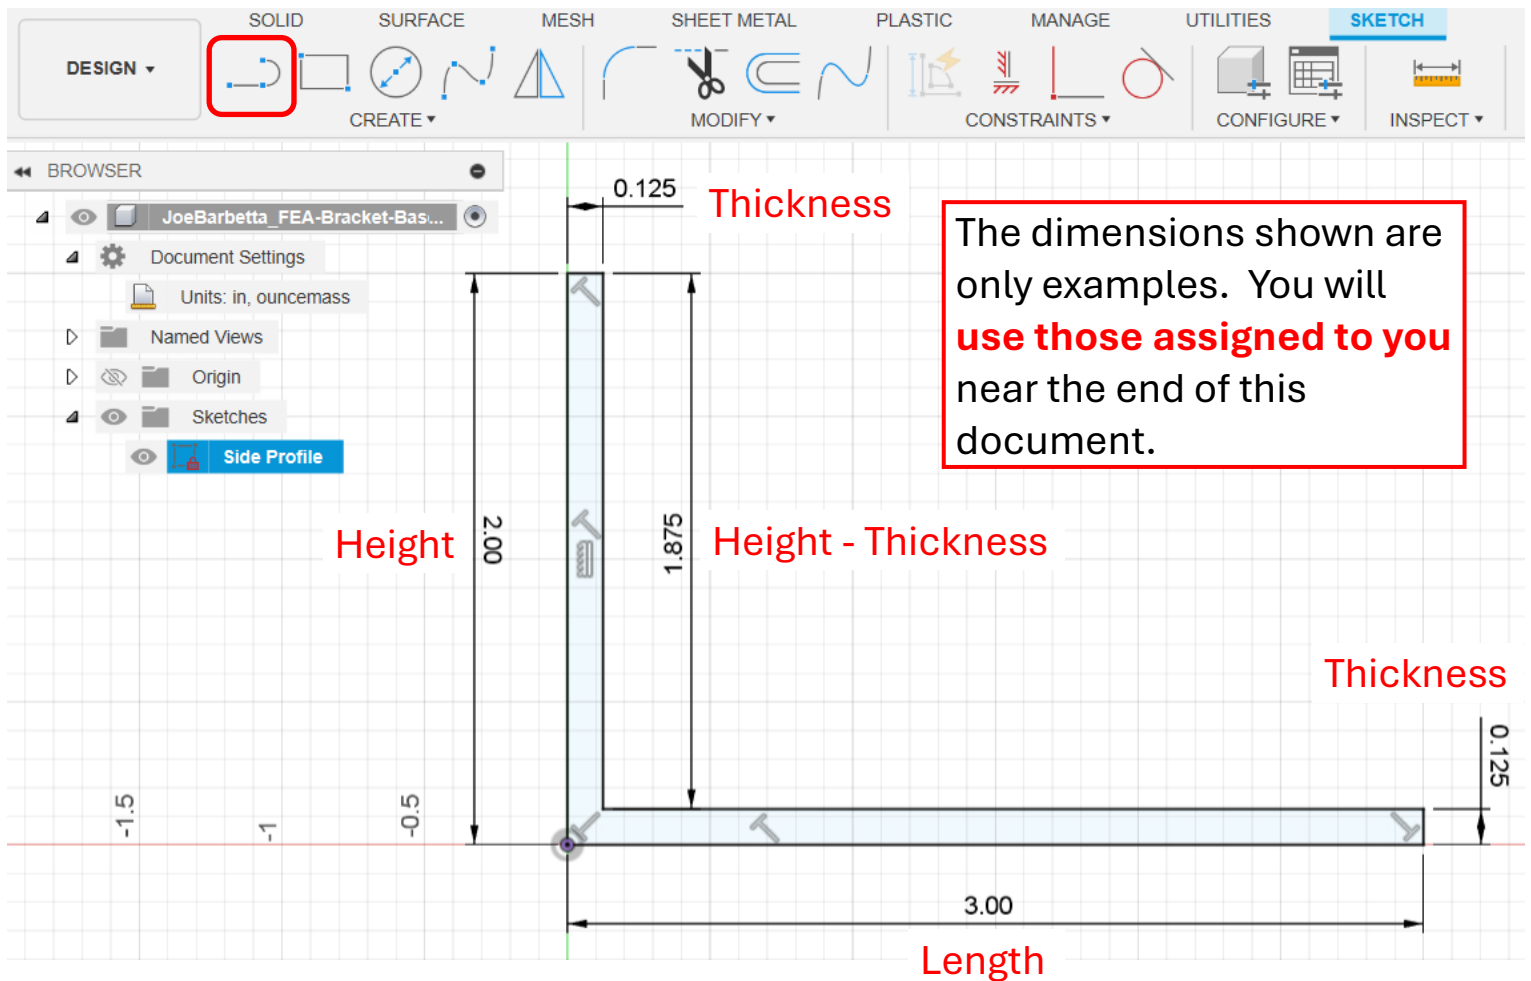 SOLID SURFACE MESH SHEET METAL PLASTIC MANAGE UTILITIES SKETCH
DESIGN
CREATE MODIFY CONSTRAINTS CONFIGURE INSPECT
BROWSER
JoeBarbetta_FEA-Bracket-Bas...
Document Settings
Units: in, ouncemass
Named Views
Origin
Sketches
Side Profile
0.125
Thickness
The dimensions shown are
only examples. You will
use those assigned to you
near the end of this
document.
Height
2.00
1.875
Height - Thickness
Thickness
0.125
-1.5
-1
-0.5
3.00
Length